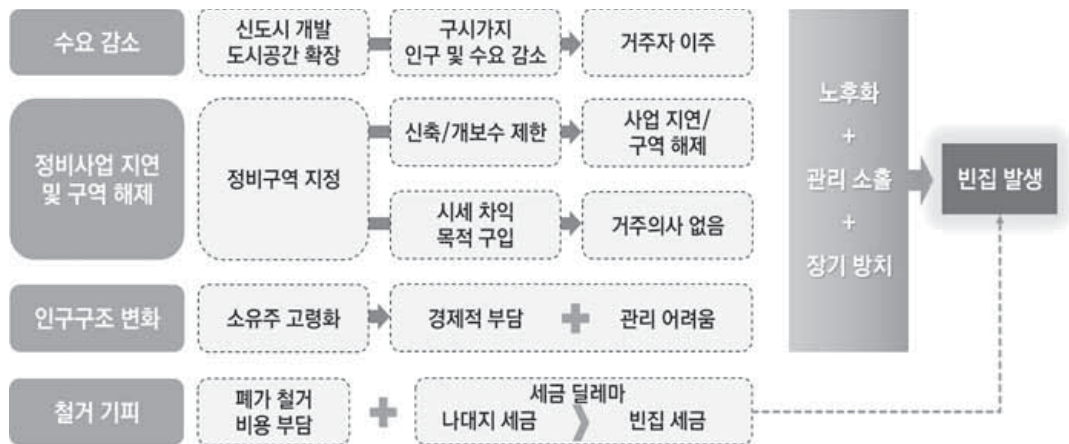 수요 감소
신도시 개발
도시공간 확장
구시가지
인구 및 수요 감소
거주자 이주
정비사업 지연
및 구역 해제
정비구역 지정
신축/개보수 제한
사업 지연/
구역 해제
시세 차익
목적 구입
거주의사 없음
인구구조 변화
소유주 고령화
경제적 부담
+
관리 어려움
철거 기피
폐가 철거
비용 부담
+
세금 딜레마
나대지 세금 > 빈집 세금
노후화
+
관리 소홀
+
장기 방치
빈집 발생